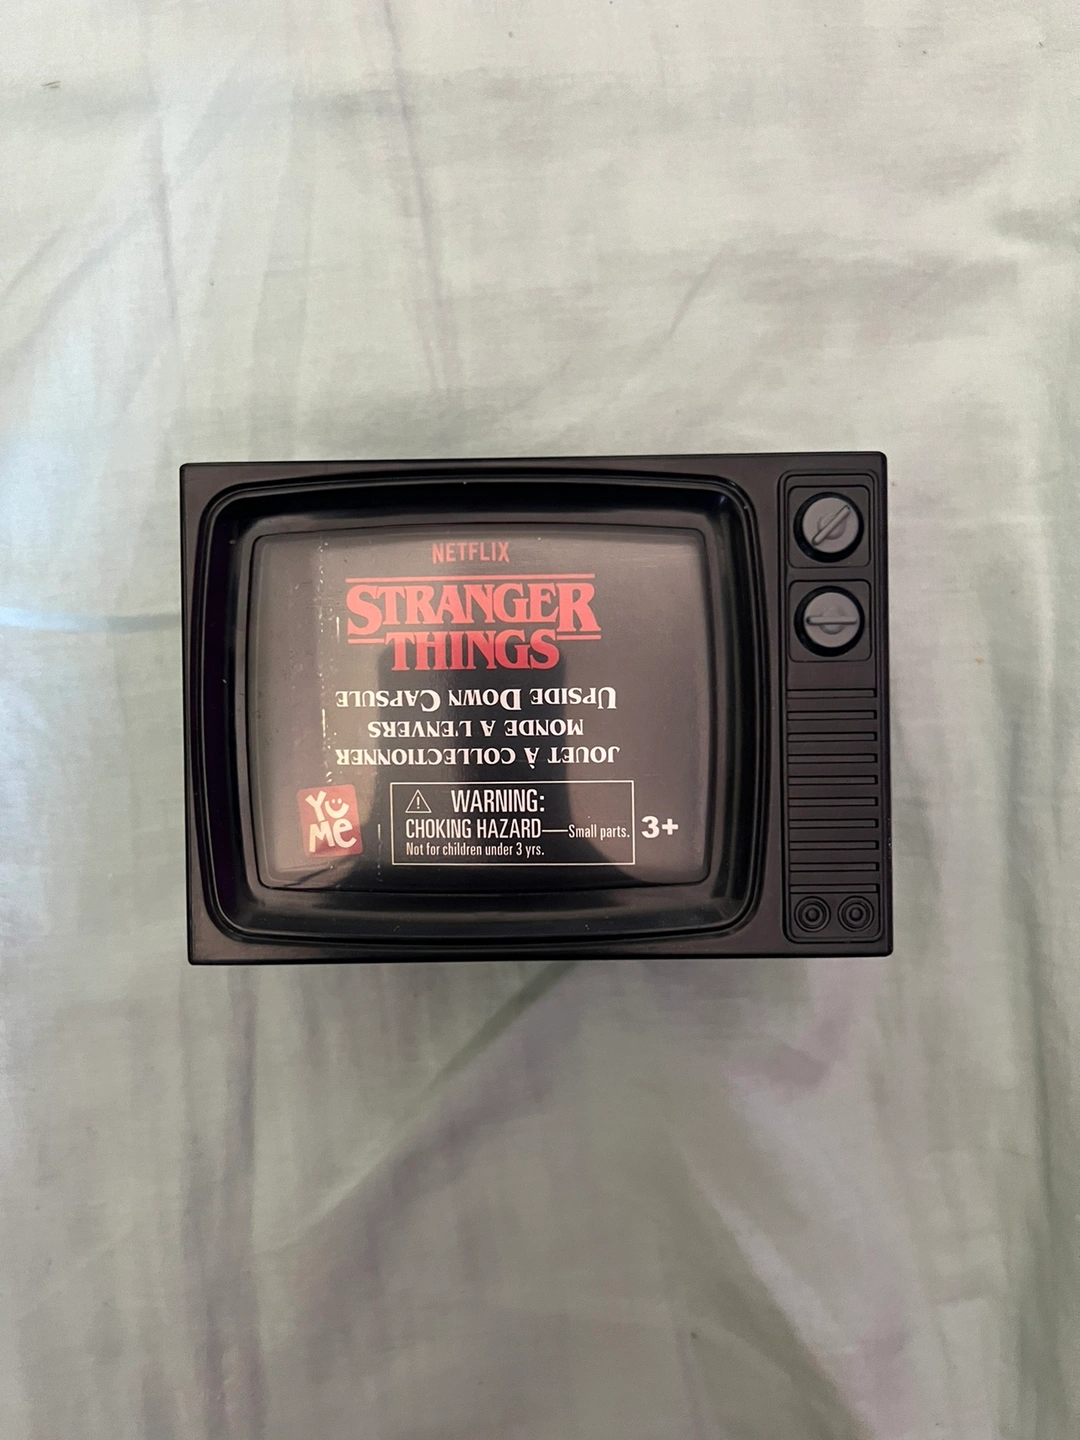 NETFLIX
STRANGER
THINGS
UPSIDE DOWN CAPSULE
MONDE A L'ENVERS
JOUET À COLLECTIONNER
YuMe
WARNING:
CHOKING HAZARD—Small parts.
Not for children under 3 yrs.
3+